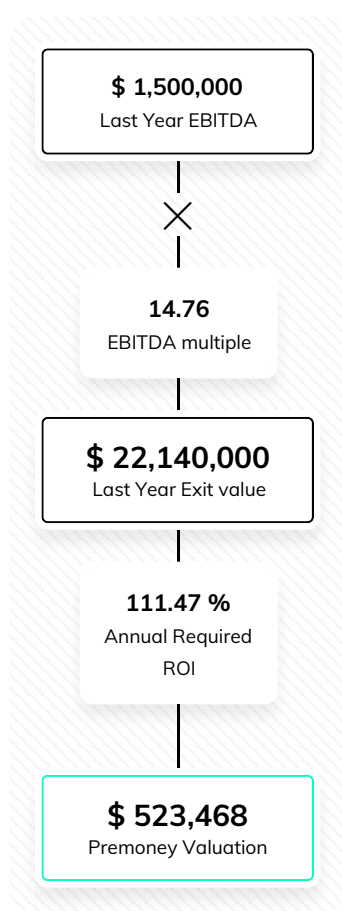 $ 1,500,000
Last Year EBITDA
14.76
EBITDA multiple
$ 22,140,000
Last Year Exit value
111.47 %
Annual Required
ROI
$ 523,468
Premoney Valuation